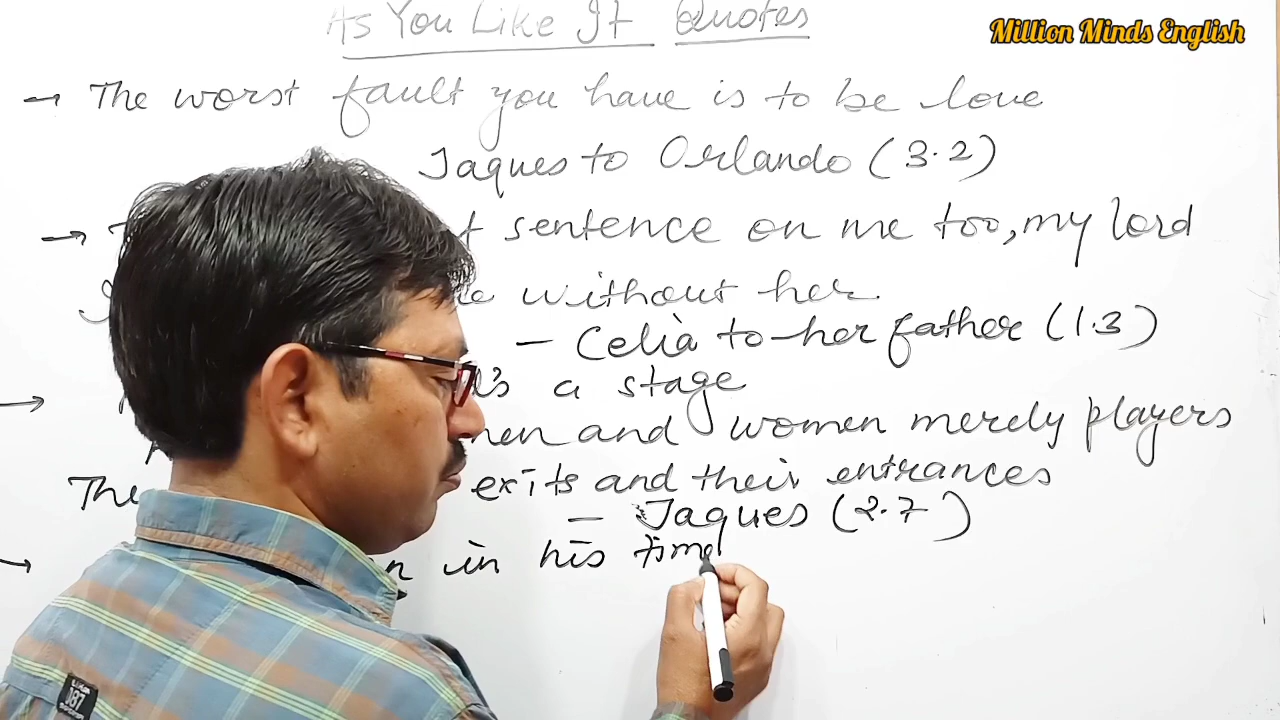 As You Like It Quotes
Million Minds English
→ The worst fault you have is to be love
Jaques to Orlando (3.2)
→ sentence on me too, my lord
without her.
- Celia to her father (1.3)
→ a stage
men and women merely players
The exits and their entrances
- Jaques (2.7)
→ in his time
187